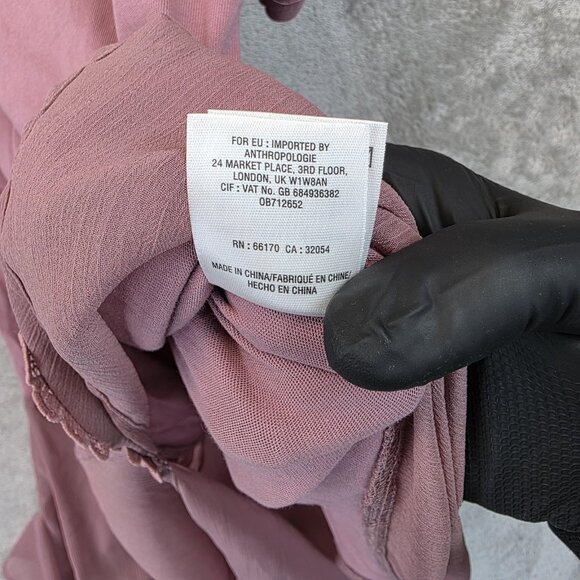 FOR EU : IMPORTED BY
ANTHROPOLOGIE
24 MARKET PLACE, 3RD FLOOR,
LONDON, UK W1W8AN
CIF : VAT No. GB 684936382
OB712652
RN : 66170 CA : 32054
MADE IN CHINA/FABRIQUÉ EN CHINE/
HECHO EN CHINA